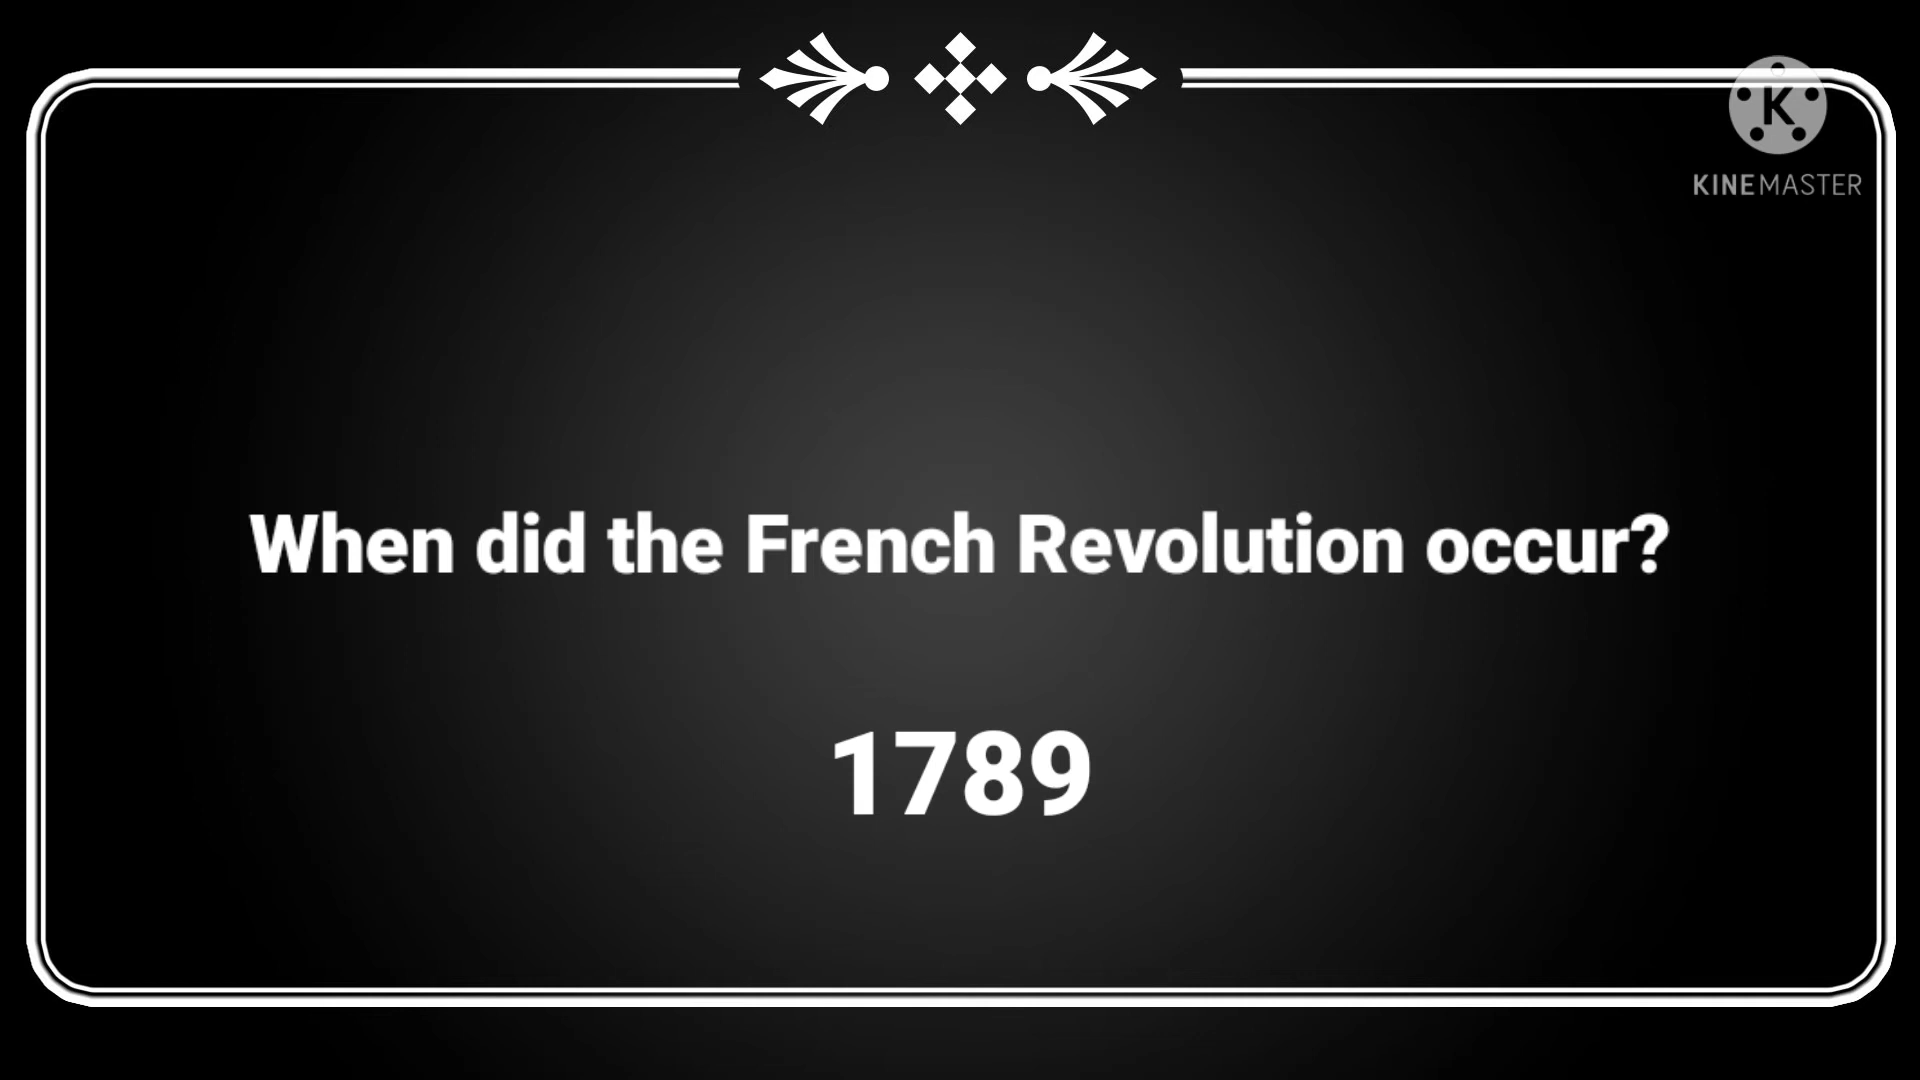 K
KINEMASTER
When did the French Revolution occur?
1789